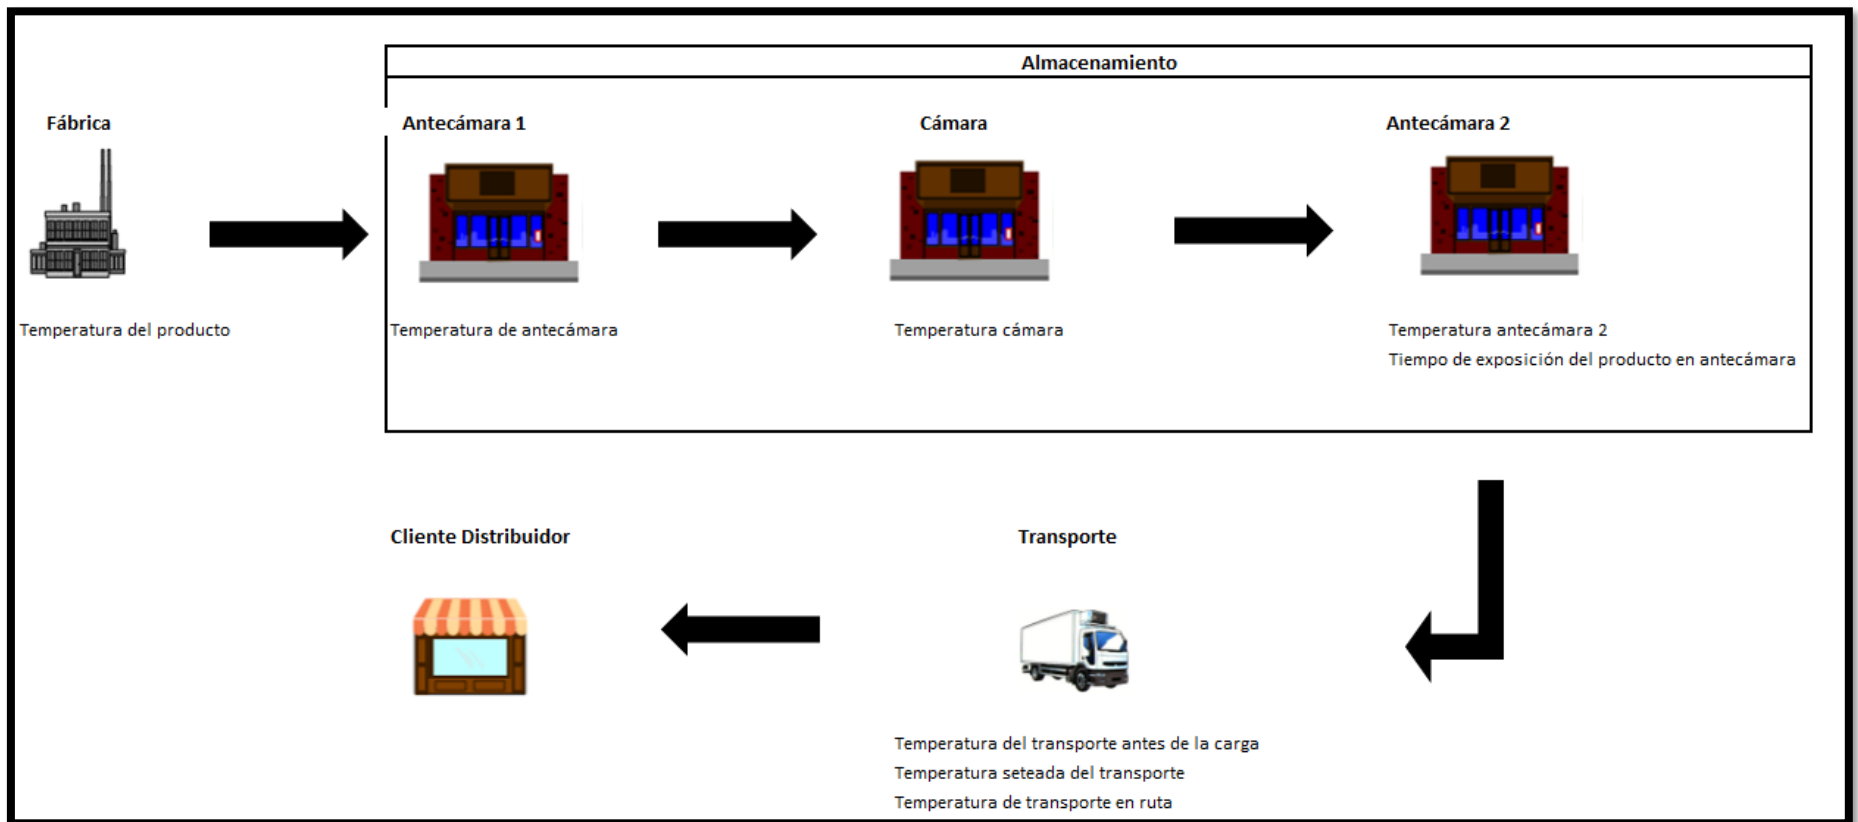 Almacenamiento
Fábrica
Antecámara 1
Cámara
Antecámara 2
Temperatura del producto
Temperatura de antecámara
Temperatura cámara
Temperatura antecámara 2
Tiempo de exposición del producto en antecámara
Cliente Distribuidor
Transporte
Temperatura del transporte antes de la carga
Temperatura seteada del transporte
Temperatura de transporte en ruta